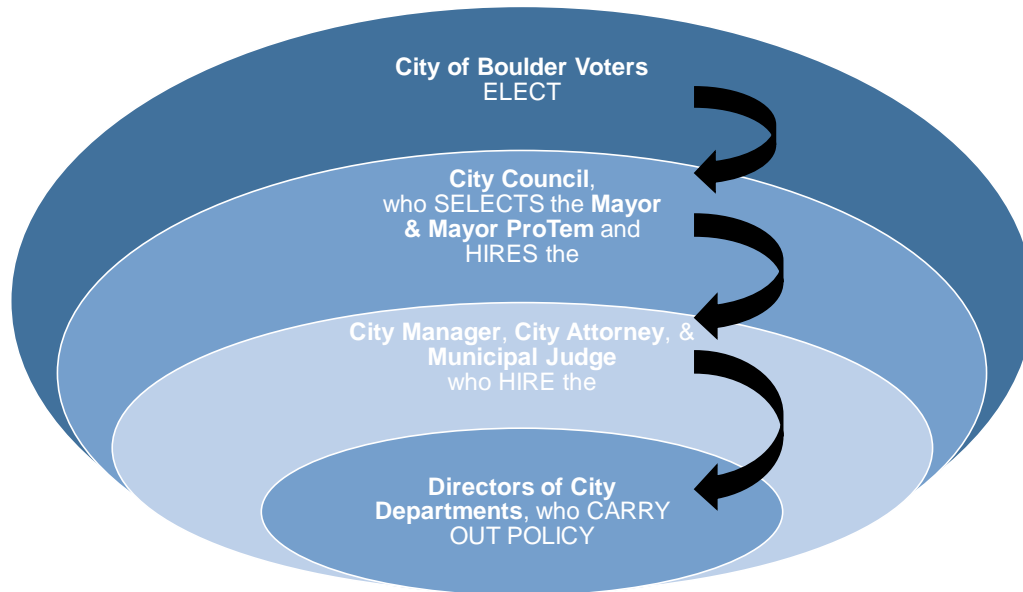 City of Boulder Voters
ELECT
City Council,
who SELECTS the Mayor
& Mayor ProTem and
HIRES the
City Manager, City Attorney, &
Municipal Judge
who HIRE the
Directors of City
Departments, who CARRY
OUT POLICY